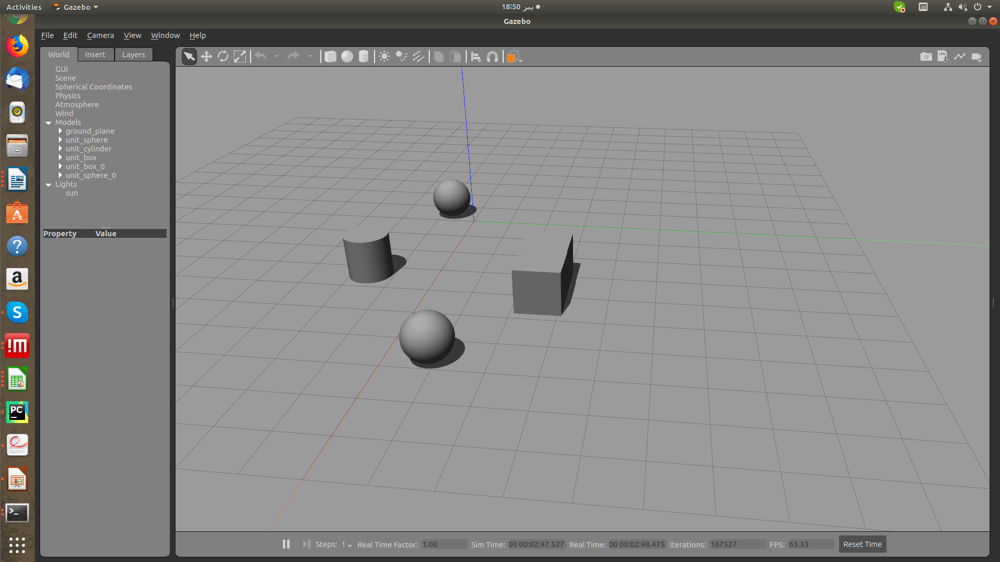 Activities
Gazebo
18:50 پیر
Gazebo
File Edit Camera View Window Help
World Insert Layers
LOG
GUI
Scene
Spherical Coordinates
Physics
Atmosphere
Wind
Models
ground_plane
unit_sphere
unit_cylinder
unit_box
unit_box_0
unit_sphere_0
Lights
sun
Property Value
a
S
!m
PC
>_
Steps: 1 Real Time Factor: 1.00 Sim Time: 00 00:02:47.527 Real Time: 00 00:02:48.475 Iterations: 167527 FPS: 63.33 Reset Time